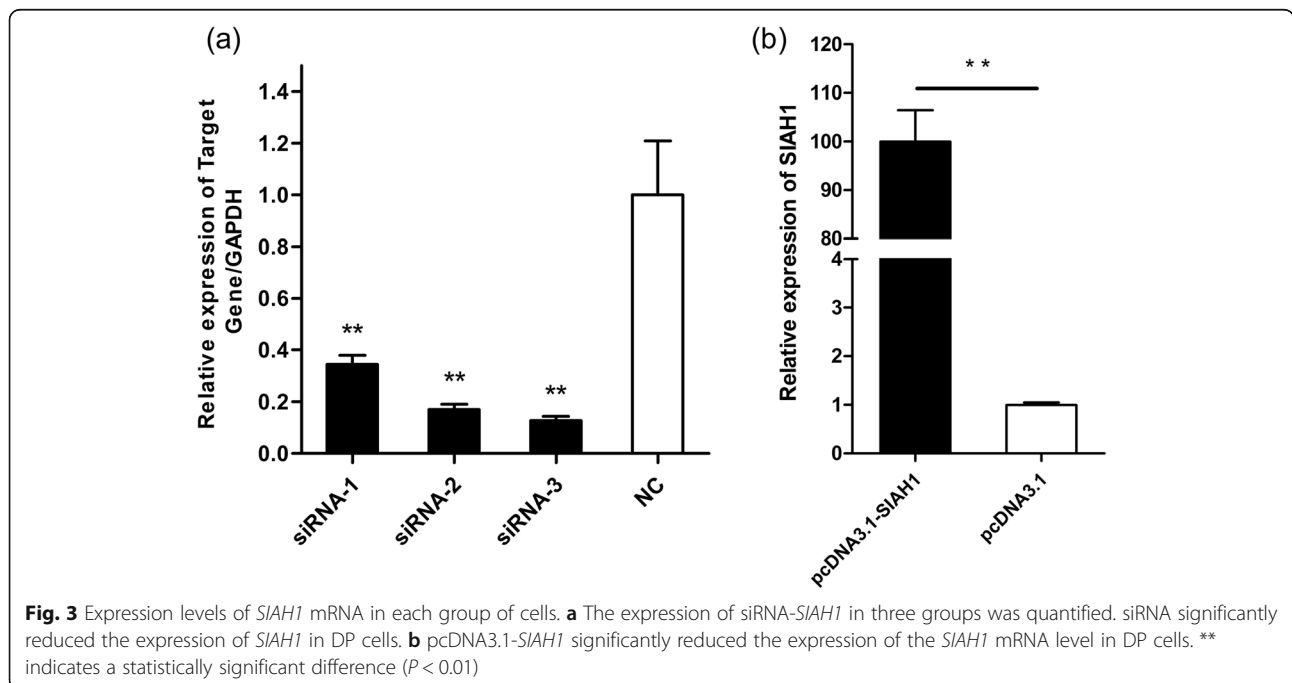 (a)
Relative expression of Target
Gene/GAPDH
1.4
1.2
1.0
0.8
0.6
0.4
0.2
0.0
**
**
**
siRNA-1
siRNA-2
siRNA-3
NC
(b)
Relative expression of SIAH1
120
110
100
90
80
4
3
2
1
0
* *
pcDNA3.1-SIAH1
pcDNA3.1
Fig. 3 Expression levels of SIAH1 mRNA in each group of cells. a The expression of siRNA-SIAH1 in three groups was quantified. siRNA significantly
reduced the expression of SIAH1 in DP cells. b pcDNA3.1-SIAH1 significantly reduced the expression of the SIAH1 mRNA level in DP cells. **
indicates a statistically significant difference (P < 0.01)